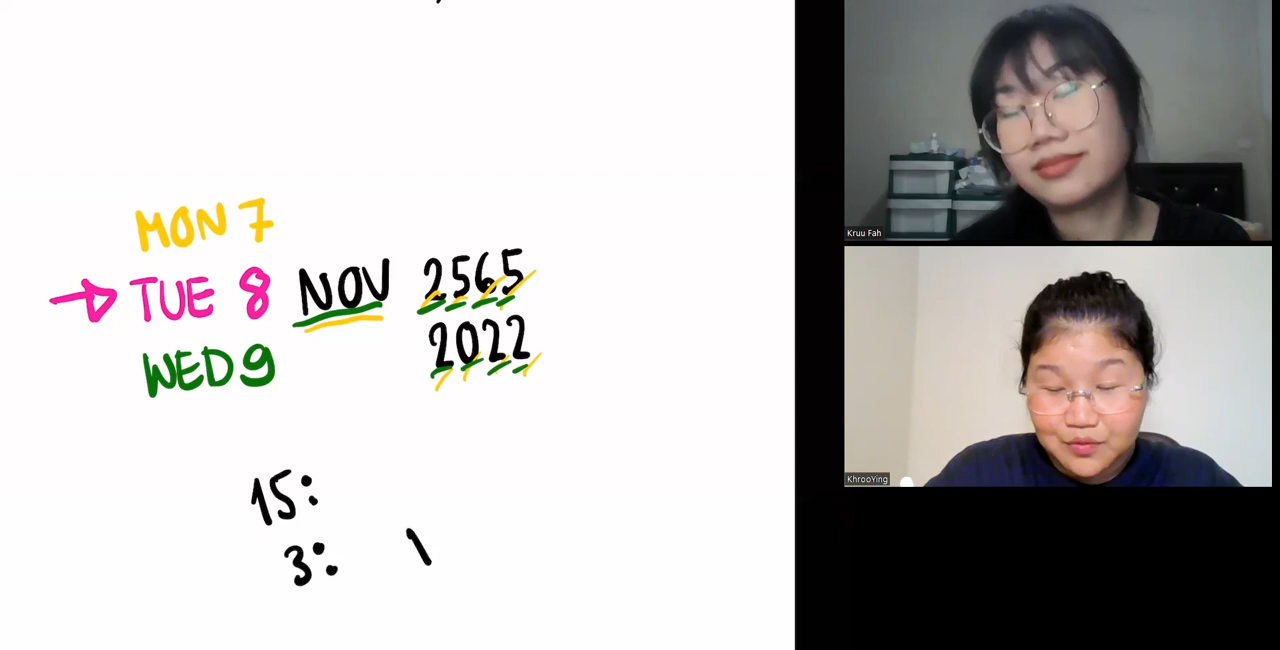 MON 7
TUE 8 NOV 2565
2022
WED 9
15:
3:
Kruu Fah
KhrooYing